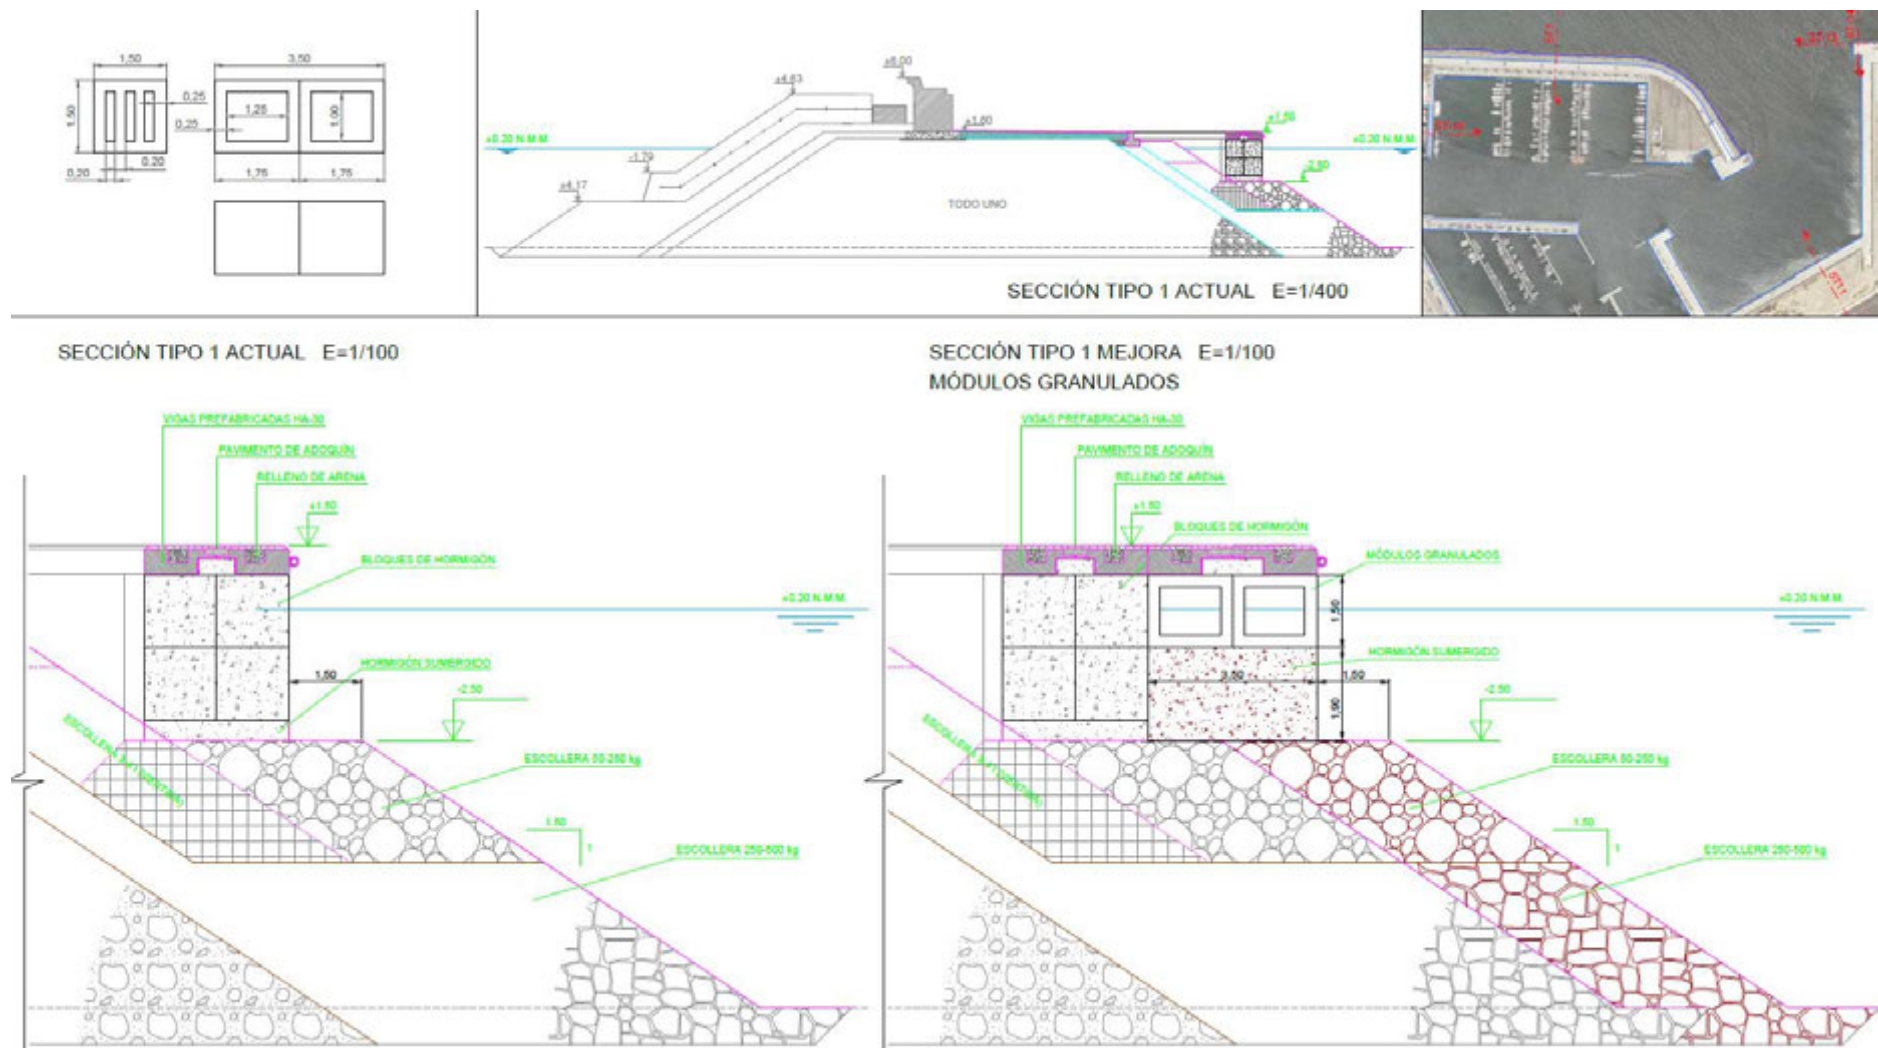 1,50
3,50
1,50
0,25
0,25
1,25
1,00
0,20
0,20
1,75
1,75
+6,00
+4,63
+1,60
+1,50
+0.20 N.M.M.
+0.20 N.M.M.
-1,79
-2,50
TODO UNO
SECCIÓN TIPO 1 ACTUAL E=1/400
ST-13
ST1.1
SECCIÓN TIPO 1 ACTUAL E=1/100
VIGAS PREFABRICADAS HA-30
PAVIMENTO DE ADOQUÍN
RELLENO DE ARENA
+1.50
BLOQUES DE HORMIGÓN
+0.20 N.M.M.
HORMIGÓN SUMERGIDO
1,50
-2.50
ESCOLLERA 50-250 kg
1.50
1
ESCOLLERA 250-500 kg
SECCIÓN TIPO 1 MEJORA E=1/100
MÓDULOS GRANULADOS
VIGAS PREFABRICADAS HA-30
PAVIMENTO DE ADOQUÍN
RELLENO DE ARENA
+1.50
BLOQUES DE HORMIGÓN
MÓDULOS GRANULADOS
1,50
+0.20 N.M.M.
HORMIGÓN SUMERGIDO
3,50
1,50
1,90
-2.50
ESCOLLERA 50-250 kg
1.50
1
ESCOLLERA 250-500 kg